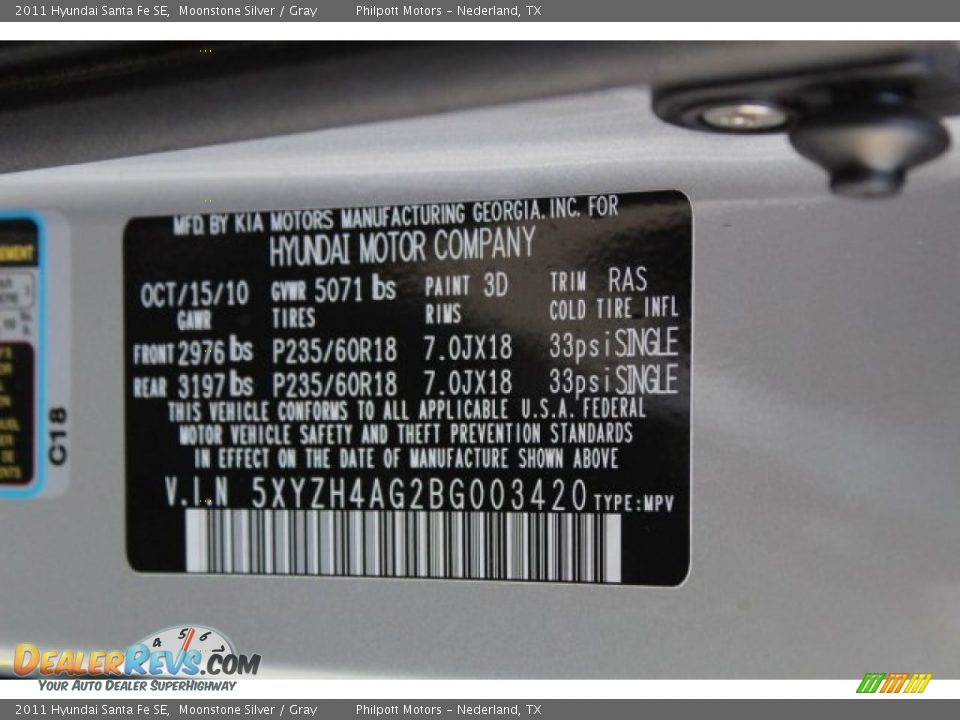 2011 Hyundai Santa Fe SE, Moonstone Silver / Gray Philpott Motors - Nederland, TX
MFD. BY KIA MOTORS MANUFACTURING GEORGIA. INC. FOR
HYUNDAI MOTOR COMPANY
OCT/15/10 GVWR 5071 lbs PAINT 3D TRIM RAS
GAWR TIRES RIMS COLD TIRE INFL
FRONT 2976 lbs P235/60R18 7.0JX18 33psi SINGLE
REAR 3197 lbs P235/60R18 7.0JX18 33psi SINGLE
THIS VEHICLE CONFORMS TO ALL APPLICABLE U.S.A. FEDERAL
MOTOR VEHICLE SAFETY AND THEFT PREVENTION STANDARDS
IN EFFECT ON THE DATE OF MANUFACTURE SHOWN ABOVE
V.I.N 5XYZH4AG2BG003420 TYPE:MPV
C18
4 5 6
DEALERREVS.COM
YOUR AUTO DEALER SUPERHIGHWAY
2011 Hyundai Santa Fe SE, Moonstone Silver / Gray Philpott Motors - Nederland, TX